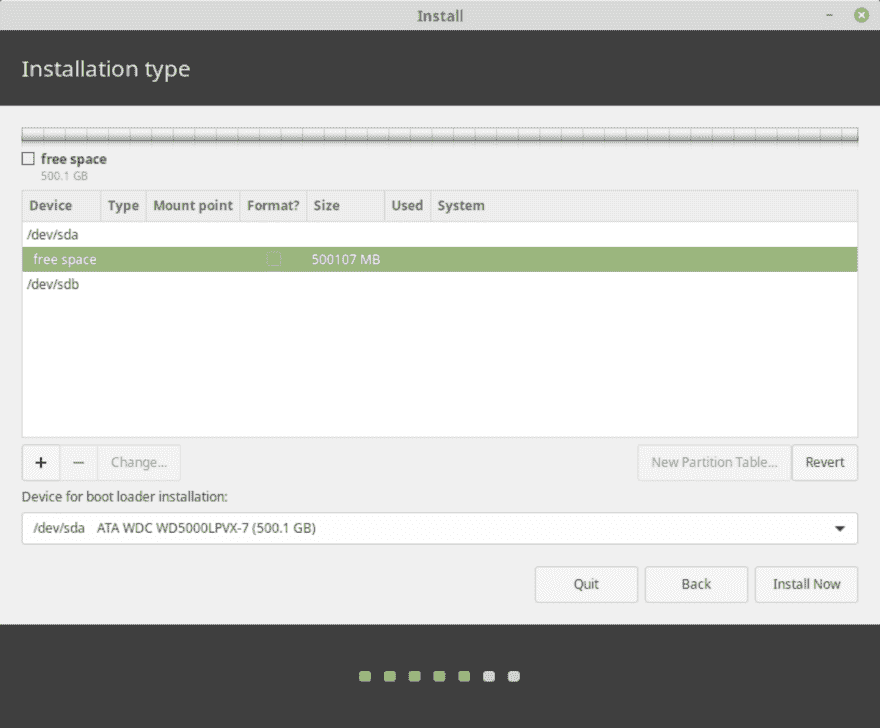 Install
Installation type
free space
500.1 GB
Device Type Mount point Format? Size Used System
/dev/sda
free space 500107 MB
/dev/sdb
+ − Change... New Partition Table... Revert
Device for boot loader installation:
/dev/sda ATA WDC WD5000LPVX-7 (500.1 GB)
Quit Back Install Now